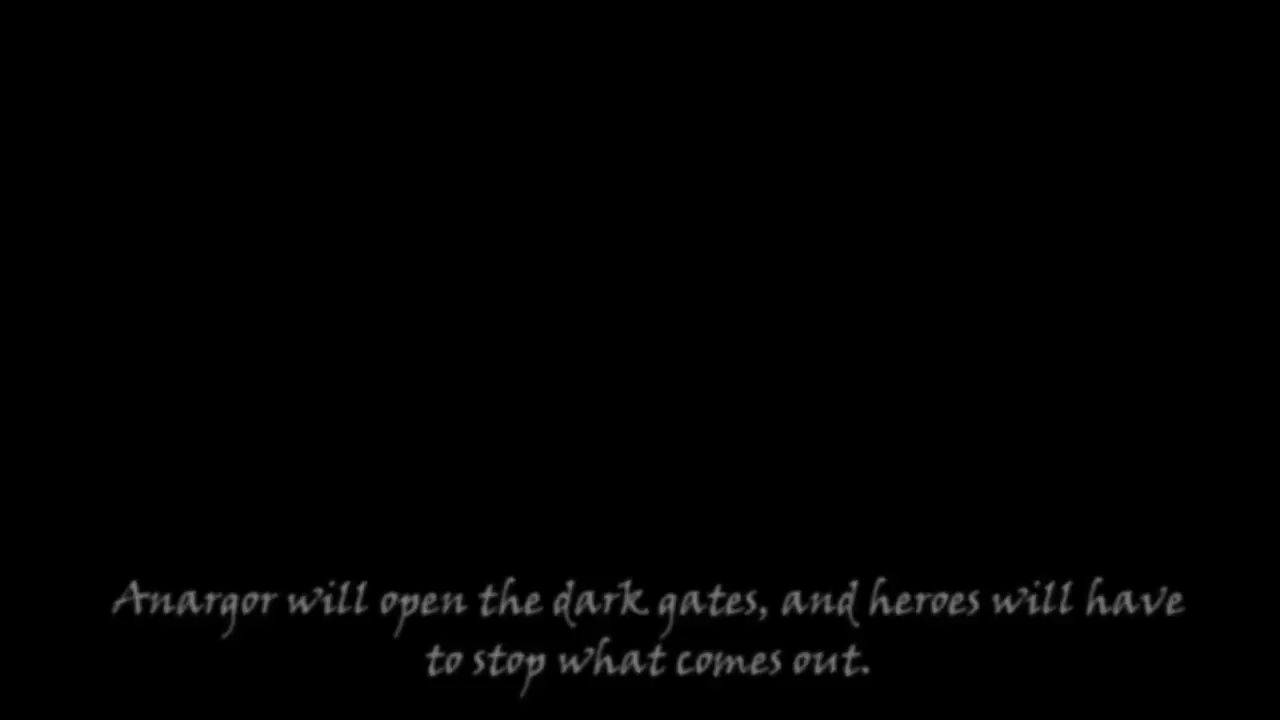 Anargor will open the dark gates, and heroes will have
to stop what comes out.